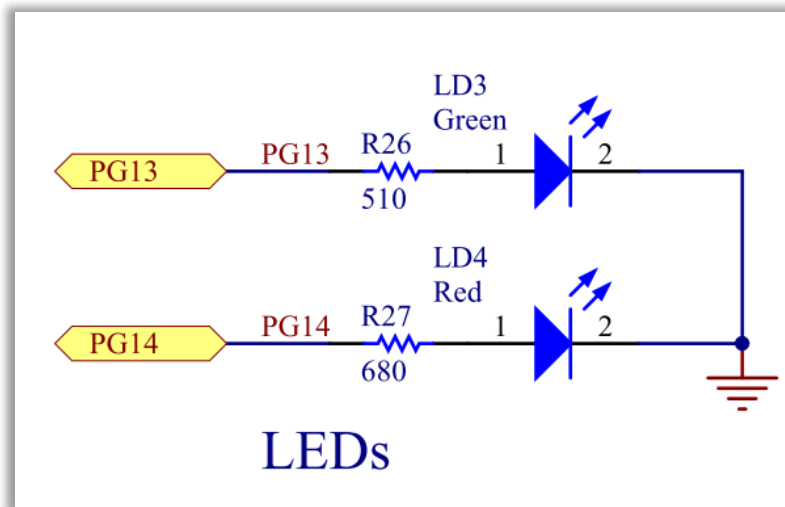 LD3
Green
PG13
PG13
R26
510
1
2
LD4
Red
PG14
PG14
R27
680
1
2
LEDs